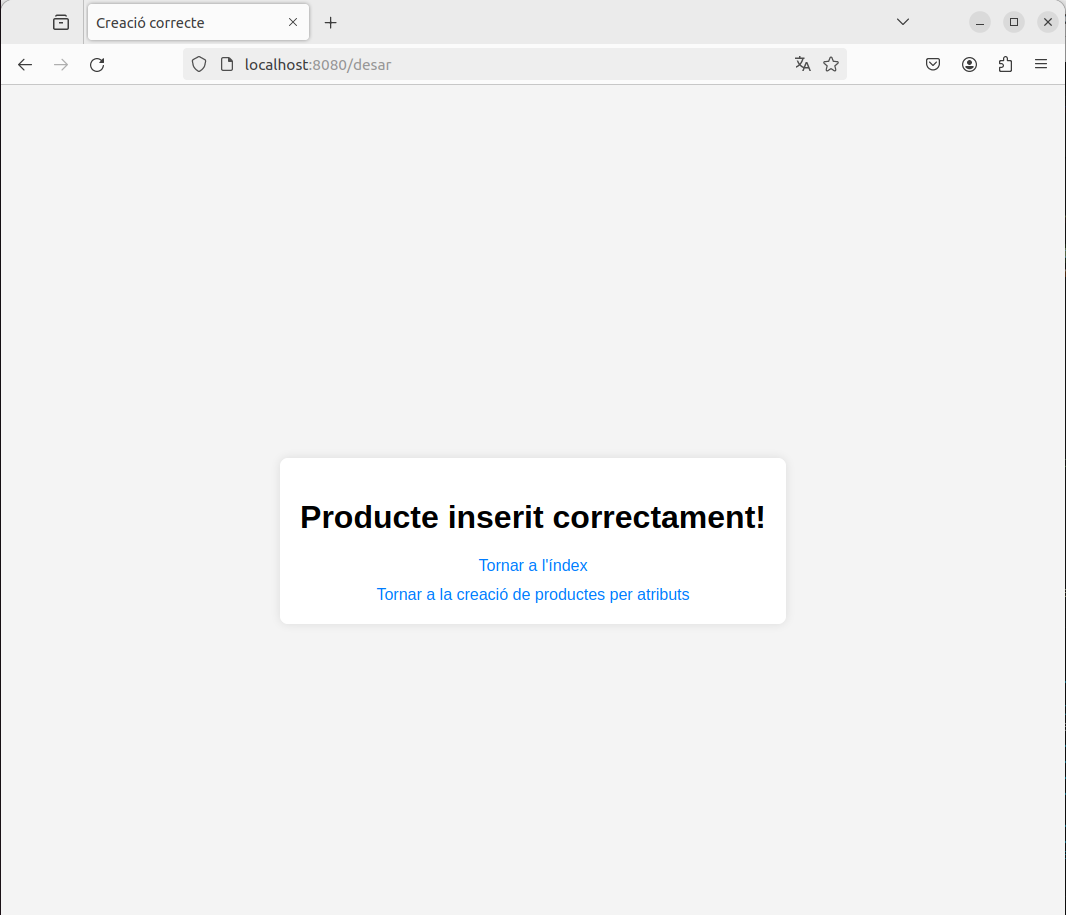 Creació correcte
localhost:8080/desar
Producte inserit correctament!
Tornar a l'índex
Tornar a la creació de productes per atributs